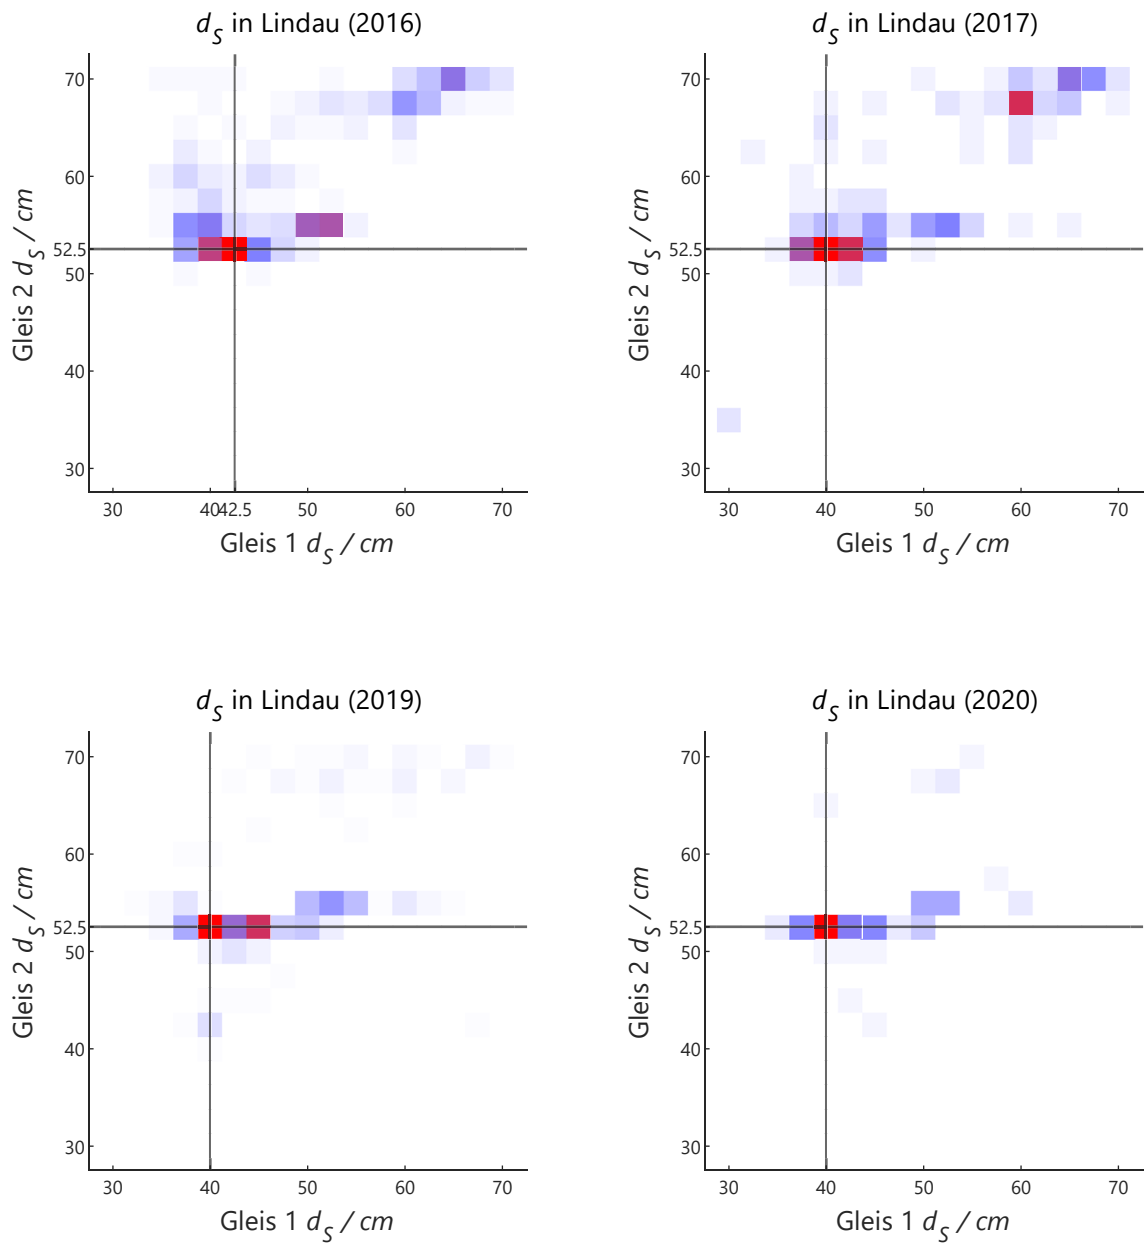 d_S in Lindau (2016)
70
60
52.5
50
40
30
Gleis 2 d_S / cm
30 40 42.5 50 60 70
Gleis 1 d_S / cm
d_S in Lindau (2017)
70
60
52.5
50
40
30
Gleis 2 d_S / cm
30 40 50 60 70
Gleis 1 d_S / cm
d_S in Lindau (2019)
70
60
52.5
50
40
30
Gleis 2 d_S / cm
30 40 50 60 70
Gleis 1 d_S / cm
d_S in Lindau (2020)
70
60
52.5
50
40
30
Gleis 2 d_S / cm
30 40 50 60 70
Gleis 1 d_S / cm